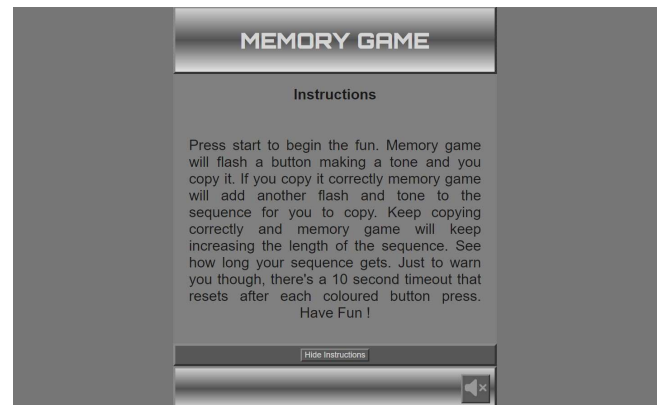 MEMORY GAME
Instructions
Press start to begin the fun. Memory game
will flash a button making a tone and you
copy it. If you copy it correctly memory game
will add another flash and tone to the
sequence for you to copy. Keep copying
correctly and memory game will keep
increasing the length of the sequence. See
how long your sequence gets. Just to warn
you though, there's a 10 second timeout that
resets after each coloured button press.
Have Fun !
Hide Instructions